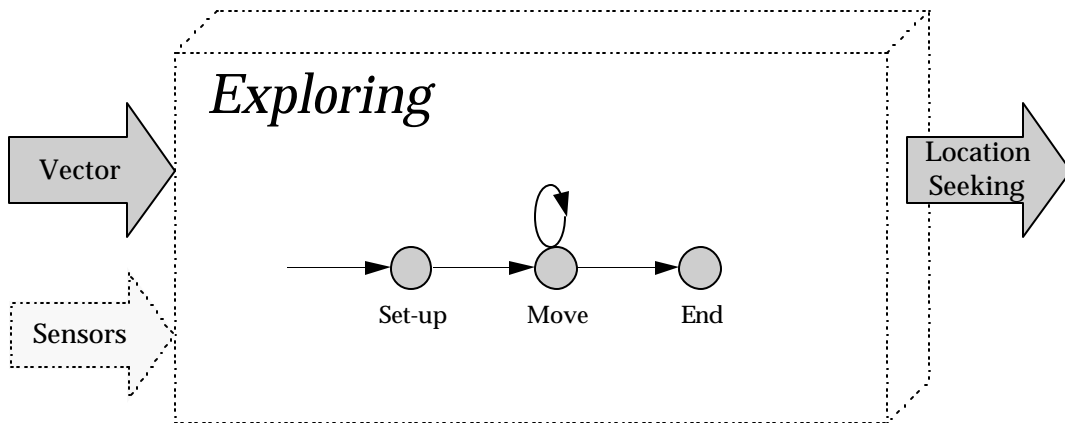 Exploring
Vector
Location
Seeking
Sensors
Set-up
Move
End